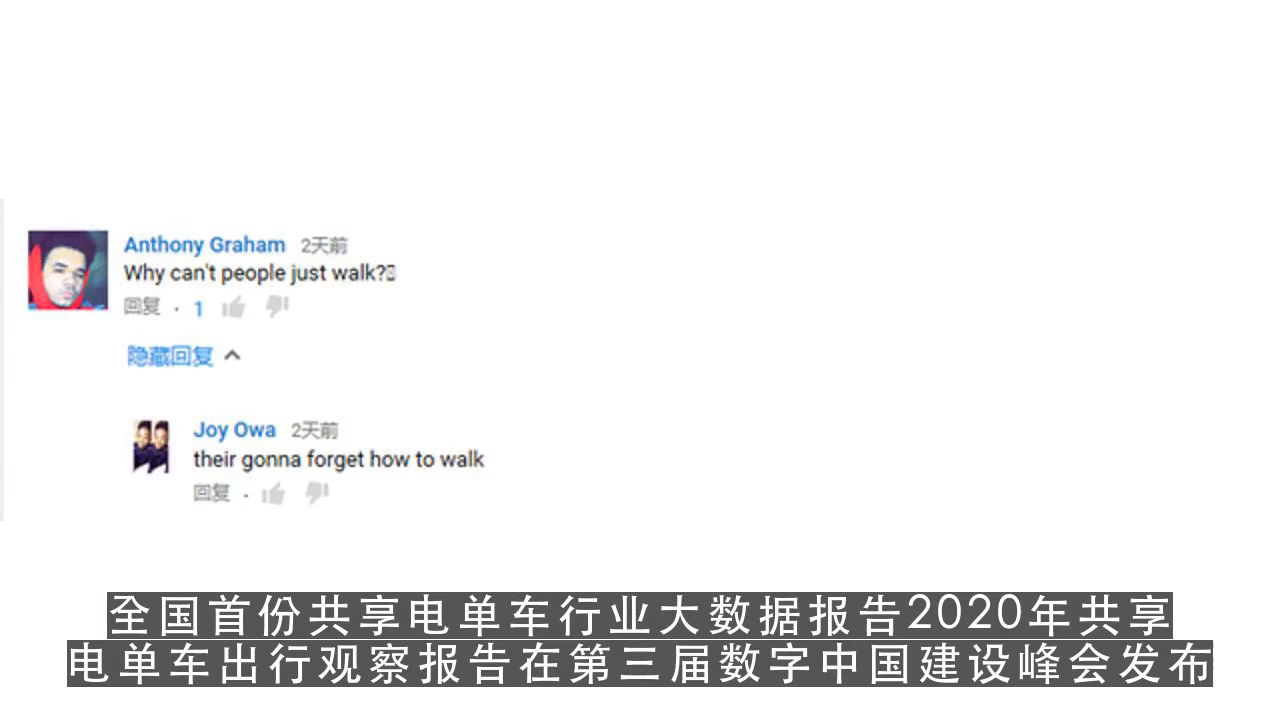 Anthony Graham 2天前
Why can't people just walk?
回复 · 1
隐藏回复
Joy Owa 2天前
their gonna forget how to walk
回复 ·
全国首份共享电单车行业大数据报告2020年共享
电单车出行观察报告在第三届数字中国建设峰会发布